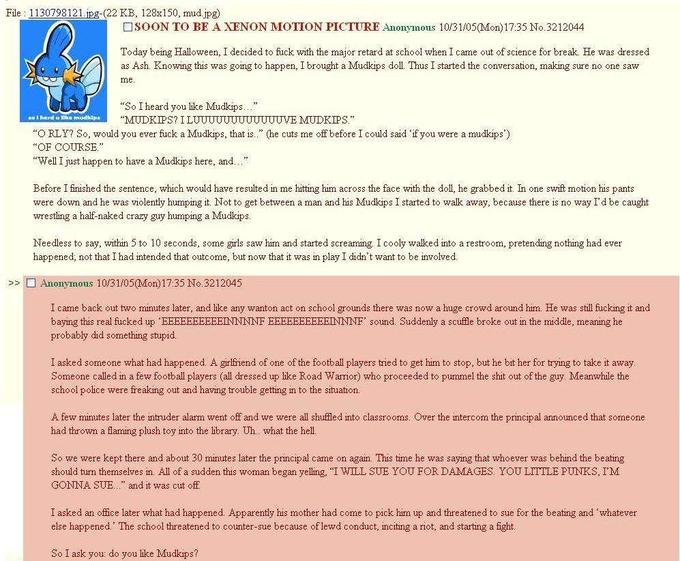 File : 1130798121.jpg-(22 KB, 128x150, mud.jpg)
SOON TO BE A XENON MOTION PICTURE Anonymous 10/31/05(Mon)17:35 No.3212044
Today being Halloween, I decided to fuck with the major retard at school when I came out of science for break. He was dressed
as Ash. Knowing this was going to happen, I brought a Mudkips doll. Thus I started the conversation, making sure no one saw
me.
so i herd u like mudkips
"So I heard you like Mudkips..."
"MUDKIPS? I LUUUUUUUUUUUUVE MUDKIPS."
"O RLY? So, would you ever fuck a Mudkips, that is.." (he cuts me off before I could said 'if you were a mudkips')
"OF COURSE."
"Well I just happen to have a Mudkips here, and..."
Before I finished the sentence, which would have resulted in me hitting him across the face with the doll, he grabbed it. In one swift motion his pants
were down and he was violently humping it. Not to get between a man and his Mudkips I started to walk away, because there is no way I'd be caught
wrestling a half-naked crazy guy humping a Mudkips.
Needless to say, within 5 to 10 seconds, some girls saw him and started screaming. I cooly walked into a restroom, pretending nothing had ever
happened; not that I had intended that outcome, but now that it was in play I didn't want to be involved.
>> Anonymous 10/31/05(Mon)17:35 No.3212045
I came back out two minutes later, and like any wanton act on school grounds there was now a huge crowd around him. He was still fucking it and
baying this real fucked up 'EEEEEEEEEEINNNNF EEEEEEEEEEINNNF' sound. Suddenly a scuffle broke out in the middle, meaning he
probably did something stupid.
I asked someone what had happened. A girlfriend of one of the football players tried to get him to stop, but he bit her for trying to take it away.
Someone called in a few football players (all dressed up like Road Warrior) who proceeded to pummel the shit out of the guy. Meanwhile the
school police were freaking out and having trouble getting in to the situation.
A few minutes later the intruder alarm went off and we were all shuffled into classrooms. Over the intercom the principal announced that someone
had thrown a flaming plush toy into the library. Uh.. what the hell.
So we were kept there and about 30 minutes later the principal came on again. This time he was saying that whoever was behind the beating
should turn themselves in. All of a sudden this woman began yelling, "I WILL SUE YOU FOR DAMAGES. YOU LITTLE PUNKS, I'M
GONNA SUE..." and it was cut off.
I asked an office later what had happened. Apparently his mother had come to pick him up and threatened to sue for the beating and 'whatever
else happened.' The school threatened to counter-sue because of lewd conduct, inciting a riot, and starting a fight.
So I ask you: do you like Mudkips?